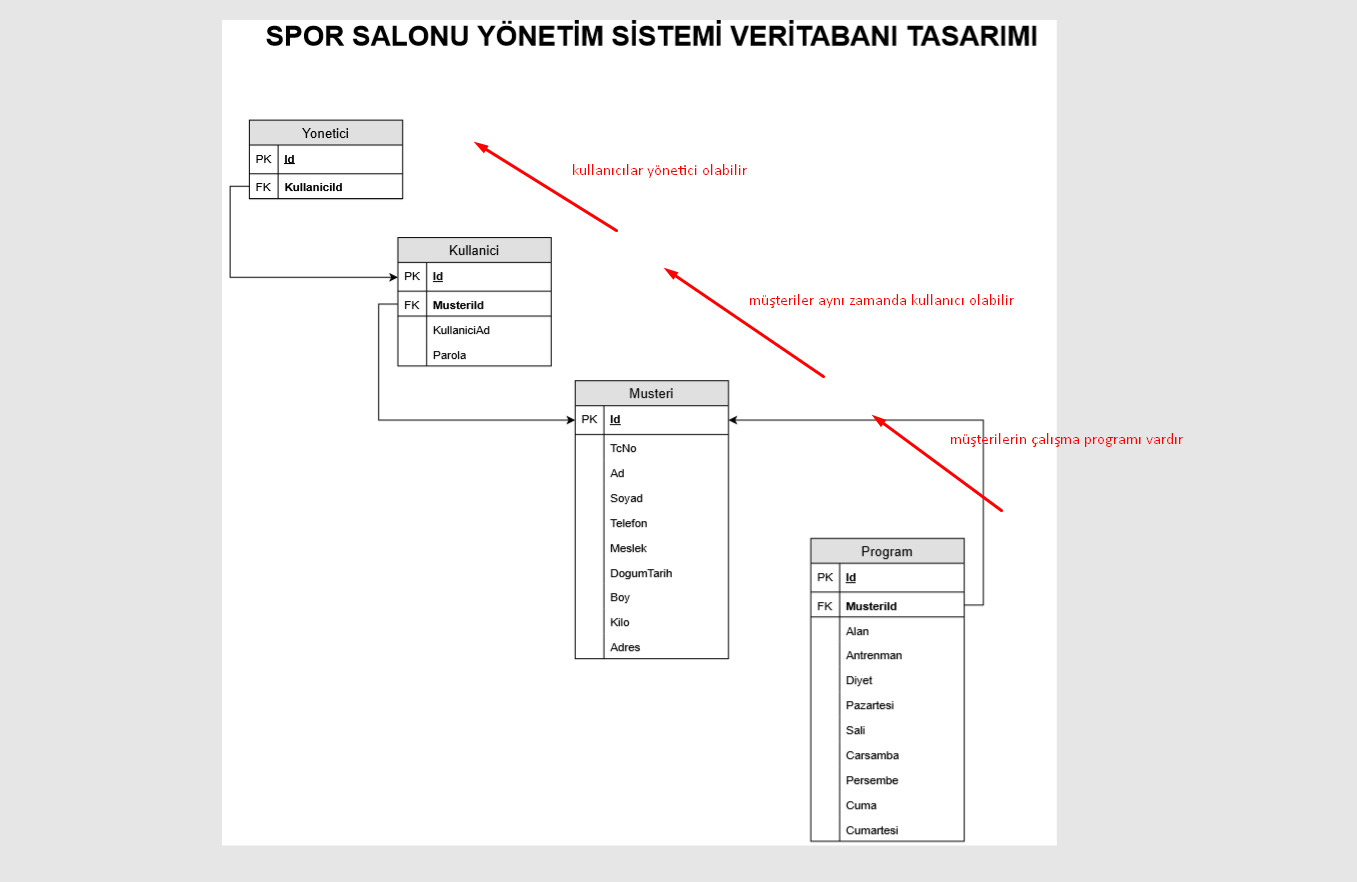 SPOR SALONU YÖNETİM SİSTEMİ VERİTABANI TASARIMI
Yonetici
PK Id
FK KullaniciId
kullanıcılar yönetici olabilir
Kullanici
PK Id
FK MusteriId
KullaniciAd
Parola
müşteriler aynı zamanda kullanıcı olabilir
Musteri
PK Id
TcNo
Ad
Soyad
Telefon
Meslek
DogumTarih
Boy
Kilo
Adres
müşterilerin çalışma programı vardır
Program
PK Id
FK MusteriId
Alan
Antrenman
Diyet
Pazartesi
Sali
Carsamba
Persembe
Cuma
Cumartesi